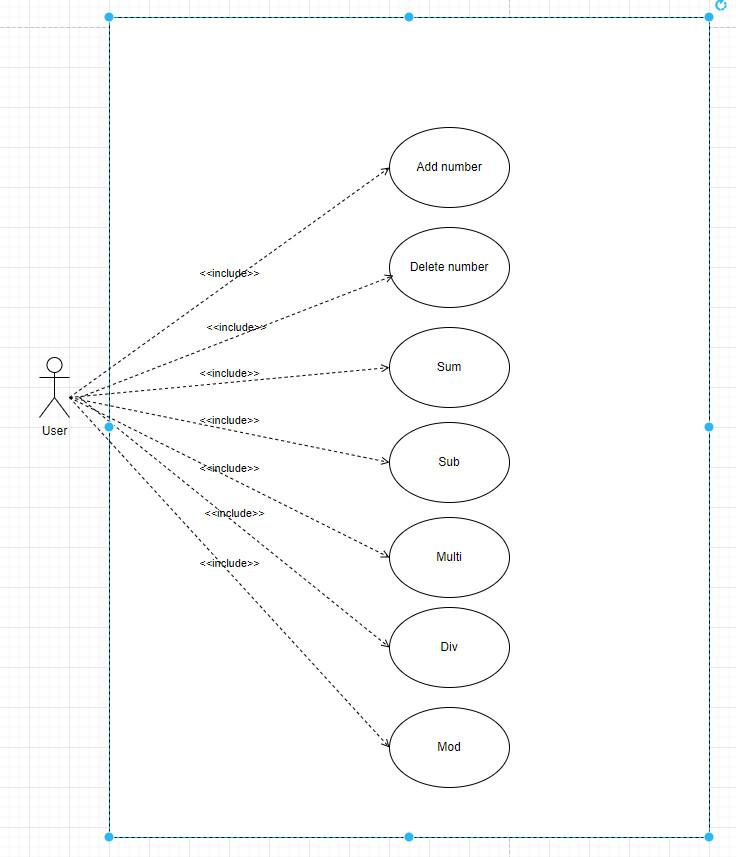 Add number
<<include>>
Delete number
<<include>>
Sum
<<include>>
User
<<include>>
Sub
<<include>>
Multi
<<include>>
Div
<<include>>
Mod